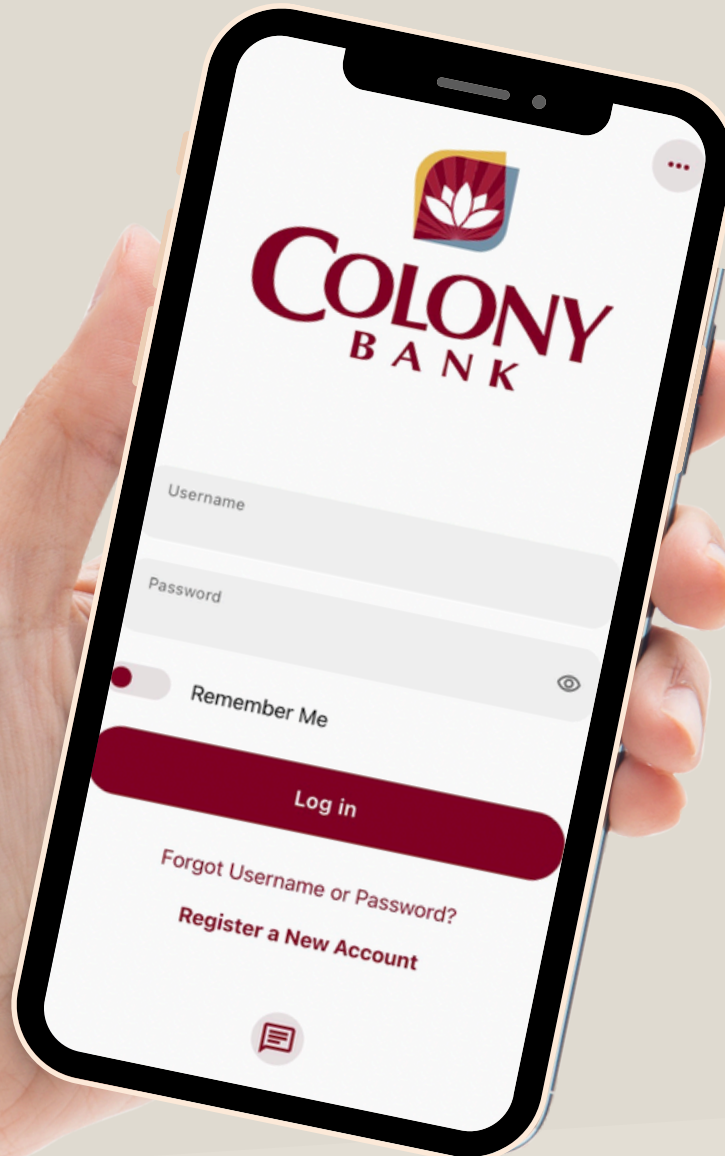 COLONY
BANK
Username
Password
Remember Me
Log in
Forgot Username or Password?
Register a New Account